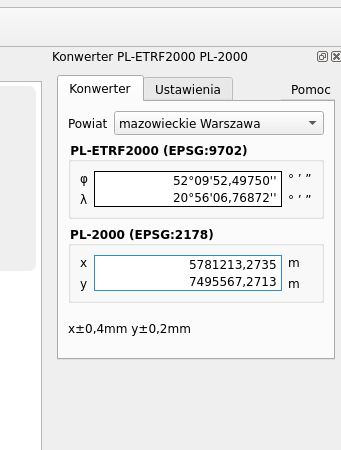 Konwerter PL-ETRF2000 PL-2000
Konwerter Ustawienia Pomoc
Powiat mazowieckie Warszawa
PL-ETRF2000 (EPSG:9702)
φ 52°09'52,49750'' ° ′ ″
λ 20°56'06,76872'' ° ′ ″
PL-2000 (EPSG:2178)
x 5781213,2735 m
y 7495567,2713 m
x±0,4mm y±0,2mm